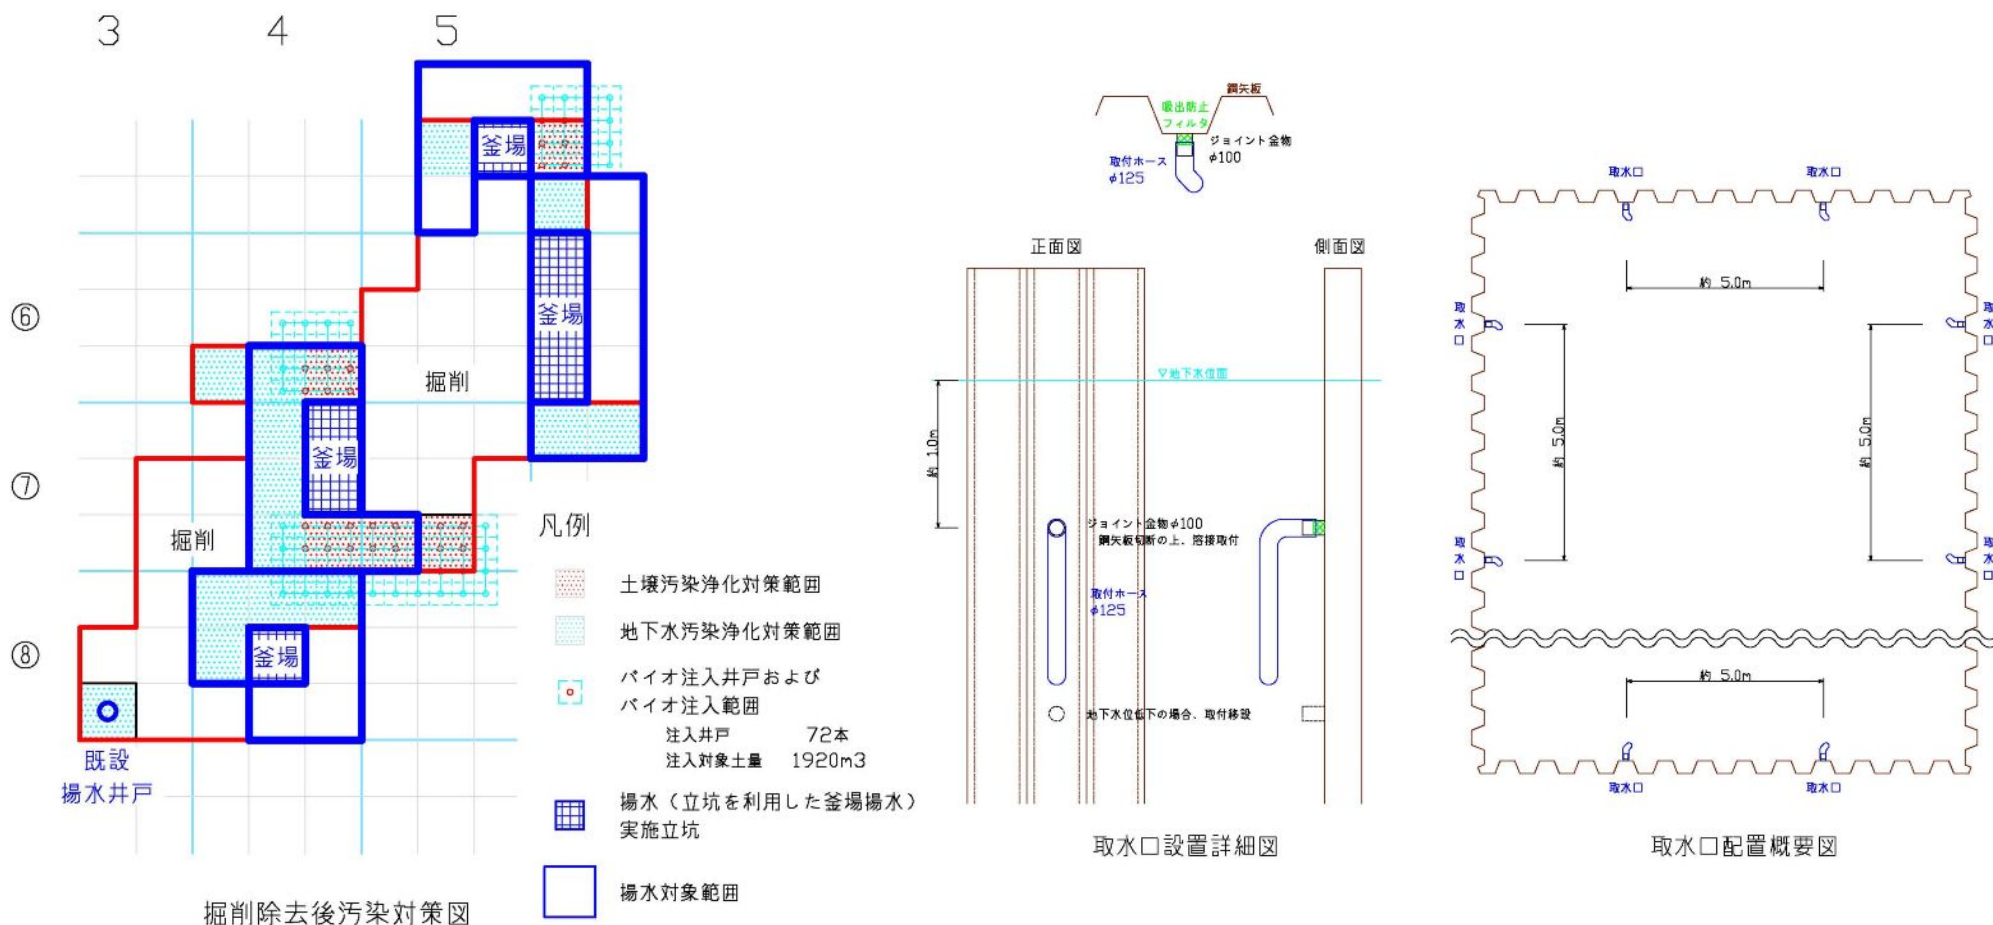 3
4
5
⑥
⑦
⑧
釜場
釜場
掘削
釜場
掘削
釜場
既設
揚水井戸
凡例
土壌汚染浄化対策範囲
地下水汚染浄化対策範囲
バイオ注入井戸および
バイオ注入範囲
注入井戸 72本
注入対象土量 1920m3
揚水（立坑を利用した釜場揚水）
実施立坑
揚水対象範囲
掘削除去後汚染対策図
鋼矢板
吸出防止
フィルタ
ジョイント金物
φ100
取付ホース
φ125
正面図
側面図
▽地下水位面
約 1.0m
ジョイント金物φ100
鋼矢板切断の上、溶接取付
取付ホース
φ125
地下水位低下の場合、取付移設
取水口設置詳細図
取水口
取水口
約 5.0m
取水口
取水口
約 5.0m
約 5.0m
取水口
取水口
約 5.0m
取水口
取水口
取水口配置概要図